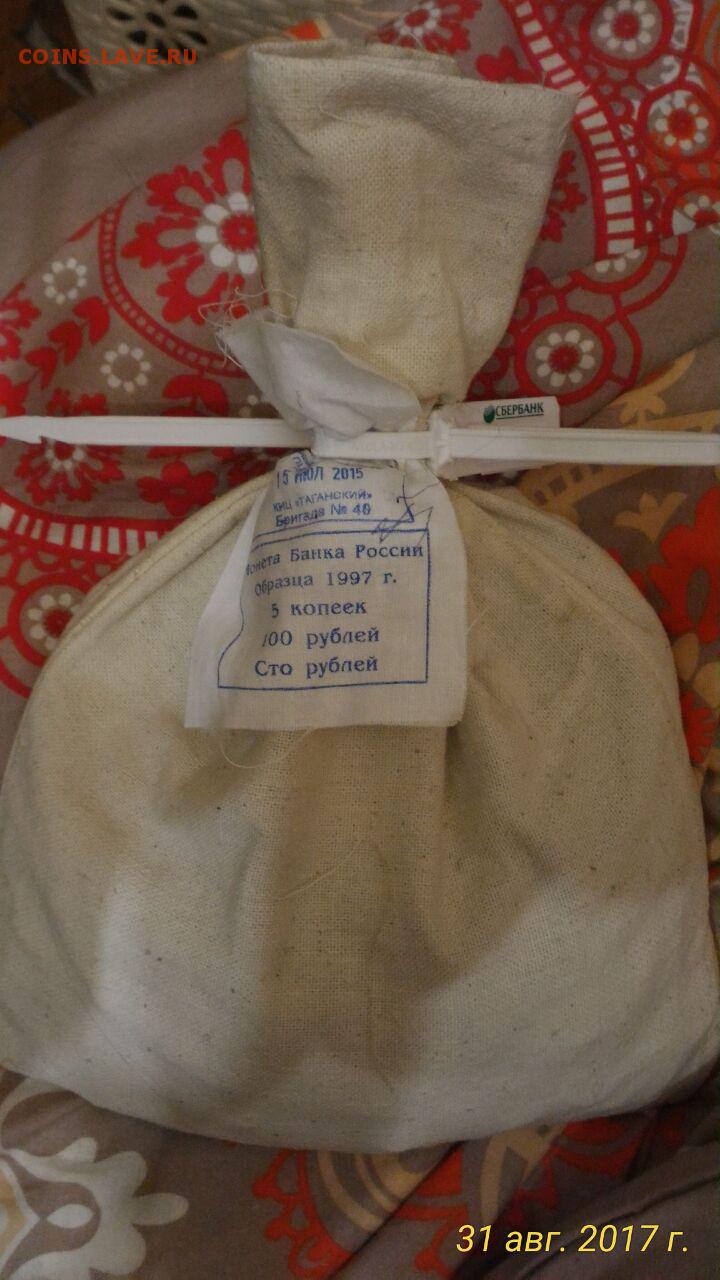 COINS.LAVE.RU
СБЕРБАНК
15 ИЮЛ 2015
КИЦ «ТАГАНСКИЙ»
Бригада № 40
Монета Банка России
Образца 1997 г.
5 копеек
100 рублей
Сто рублей
31 авг. 2017 г.